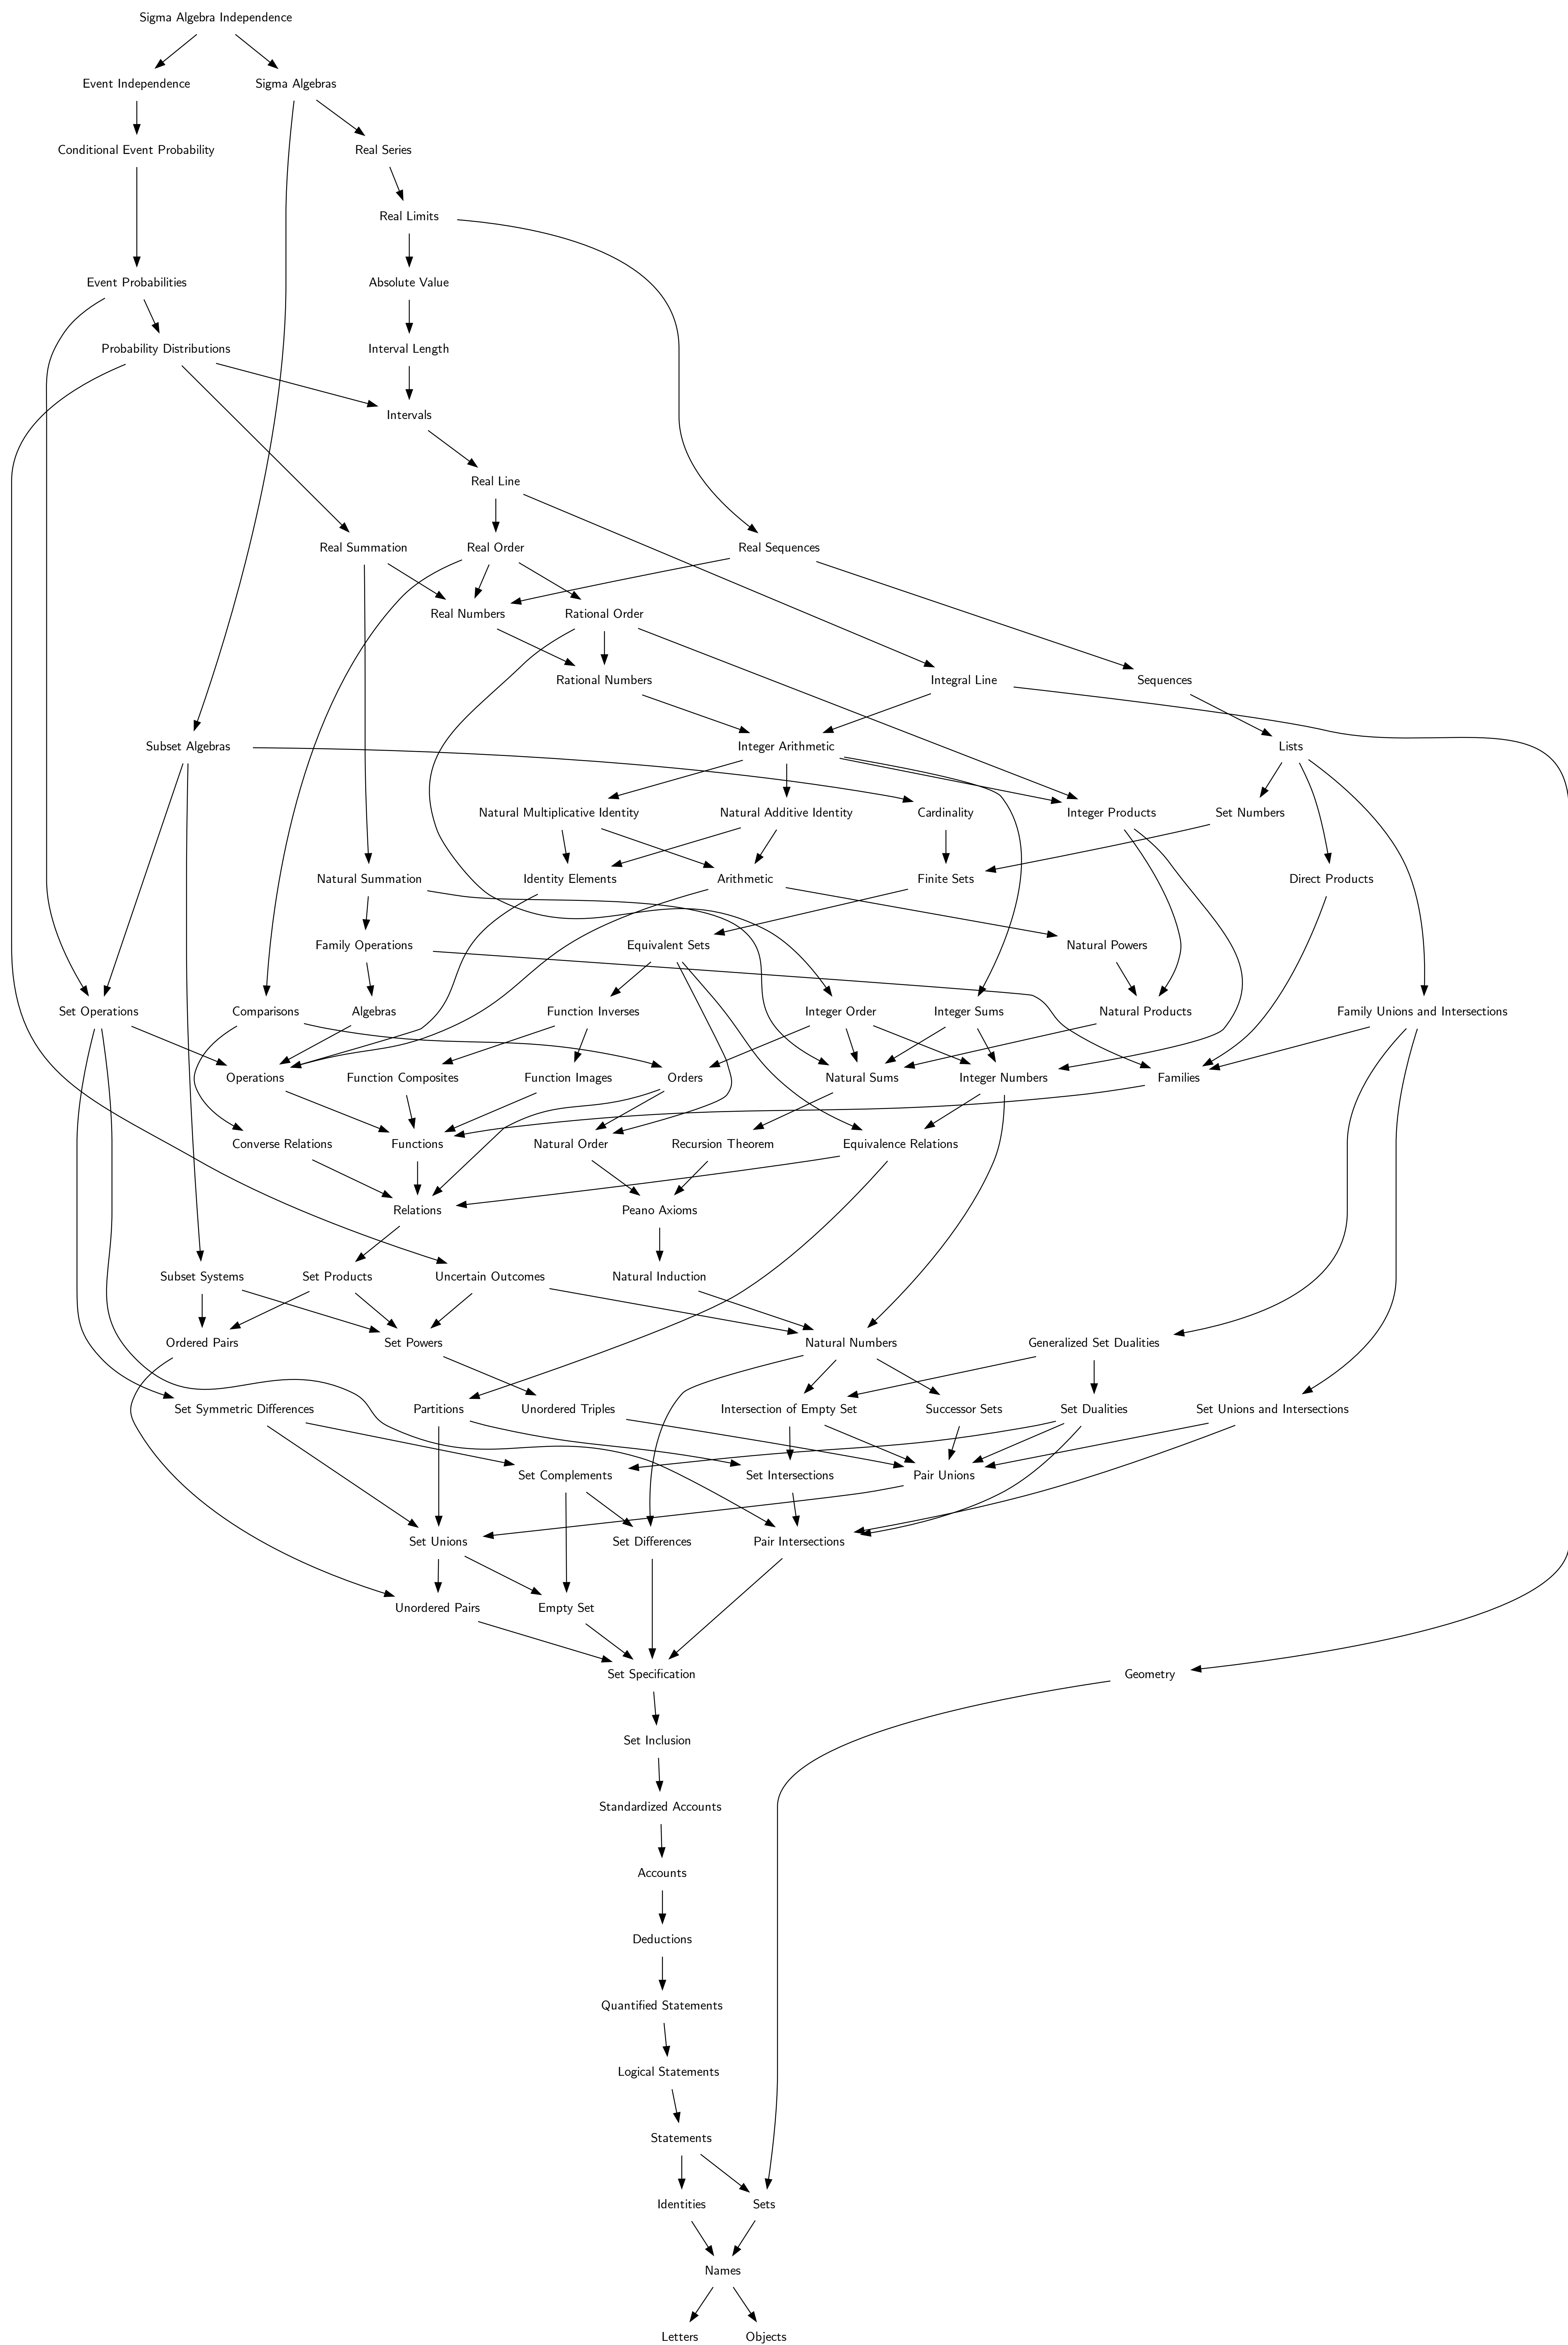 Sigma Algebra Independence
Event Independence
Sigma Algebras
Conditional Event Probability
Real Series
Real Limits
Event Probabilities
Absolute Value
Probability Distributions
Interval Length
Intervals
Real Line
Real Summation
Real Order
Real Sequences
Real Numbers
Rational Order
Rational Numbers
Integral Line
Sequences
Subset Algebras
Integer Arithmetic
Lists
Natural Multiplicative Identity
Natural Additive Identity
Cardinality
Integer Products
Set Numbers
Natural Summation
Identity Elements
Arithmetic
Finite Sets
Direct Products
Family Operations
Equivalent Sets
Natural Powers
Set Operations
Comparisons
Algebras
Function Inverses
Integer Order
Integer Sums
Natural Products
Family Unions and Intersections
Operations
Function Composites
Function Images
Orders
Natural Sums
Integer Numbers
Families
Converse Relations
Functions
Natural Order
Recursion Theorem
Equivalence Relations
Relations
Peano Axioms
Subset Systems
Set Products
Uncertain Outcomes
Natural Induction
Ordered Pairs
Set Powers
Natural Numbers
Generalized Set Dualities
Set Symmetric Differences
Partitions
Unordered Triples
Intersection of Empty Set
Successor Sets
Set Dualities
Set Unions and Intersections
Set Complements
Set Intersections
Pair Unions
Set Unions
Set Differences
Pair Intersections
Unordered Pairs
Empty Set
Set Specification
Geometry
Set Inclusion
Standardized Accounts
Accounts
Deductions
Quantified Statements
Logical Statements
Statements
Identities
Sets
Names
Letters
Objects